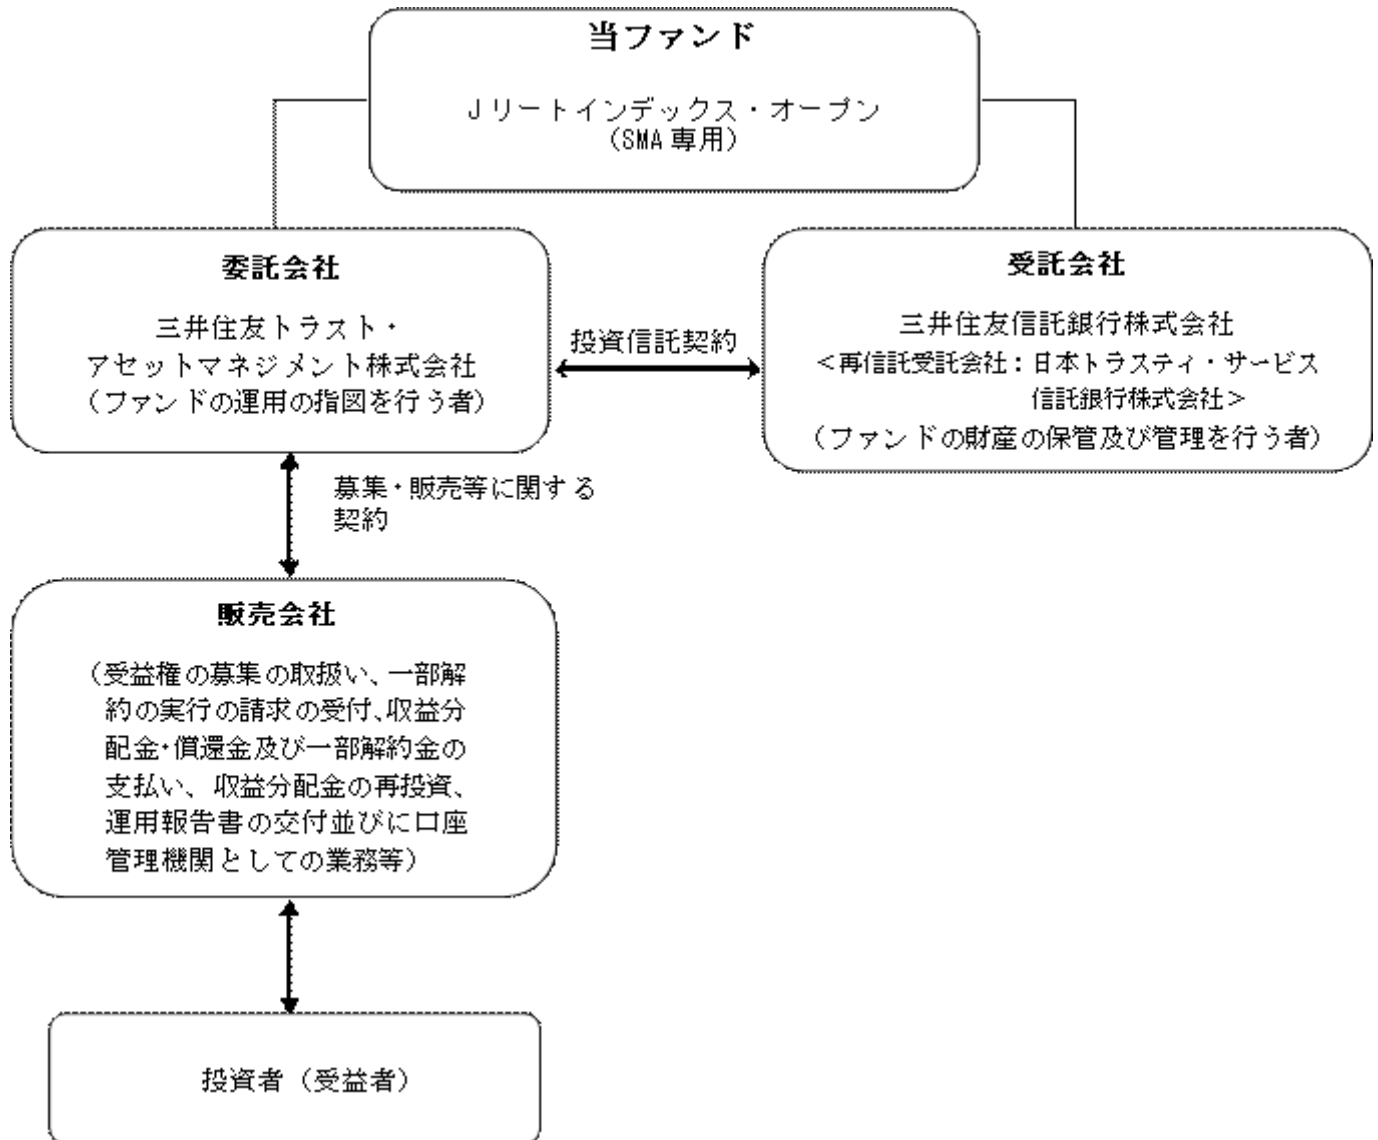 当ファンド
Jリートインデックス・オープン
(SMA専用)
委託会社
三井住友トラスト・
アセットマネジメント株式会社
(ファンドの運用の指図を行う者)
投資信託契約
受託会社
三井住友信託銀行株式会社
<再信託受託会社：日本トラスティ・サービス
信託銀行株式会社>
(ファンドの財産の保管及び管理を行う者)
募集・販売等に関する
契約
販売会社
(受益権の募集の取扱い、一部解
約の実行の請求の受付、収益分
配金・償還金及び一部解約金の
支払い、収益分配金の再投資、
運用報告書の交付並びに口座
管理機関としての業務等)
投資者(受益者)